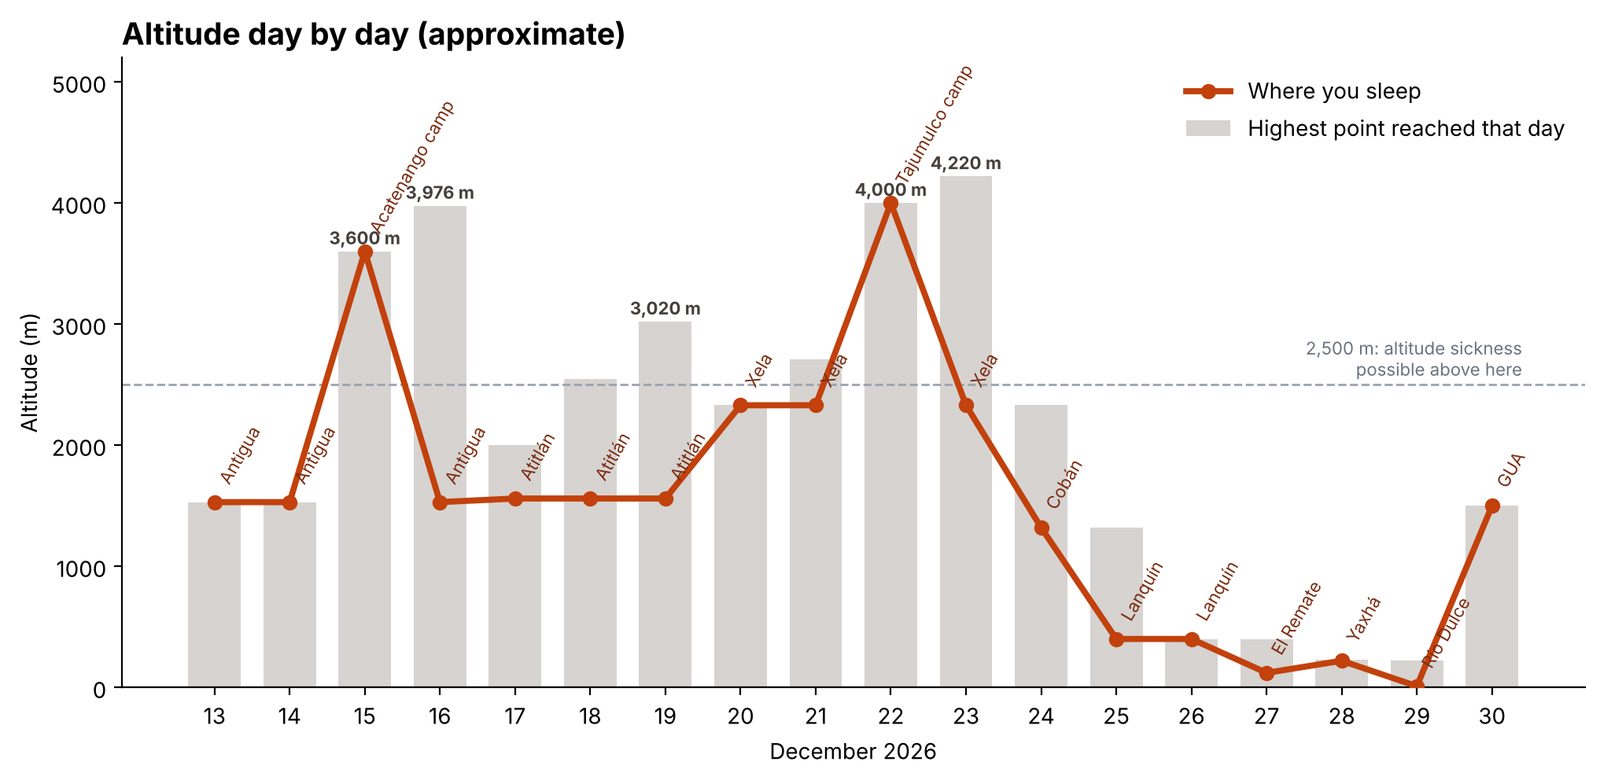 Altitude day by day (approximate)
Where you sleep
Highest point reached that day
Altitude (m)
5000
4000
3000
2000
1000
0
Antigua
Antigua
Acatenango camp
Antigua
Atitlán
Atitlán
Atitlán
Xela
Xela
Tajumulco camp
Xela
Cobán
Lanquín
Lanquín
El Remate
Yaxhá
Río Dulce
GUA
3,600 m
3,976 m
3,020 m
4,000 m
4,220 m
2,500 m: altitude sickness
possible above here
13 14 15 16 17 18 19 20 21 22 23 24 25 26 27 28 29 30
December 2026